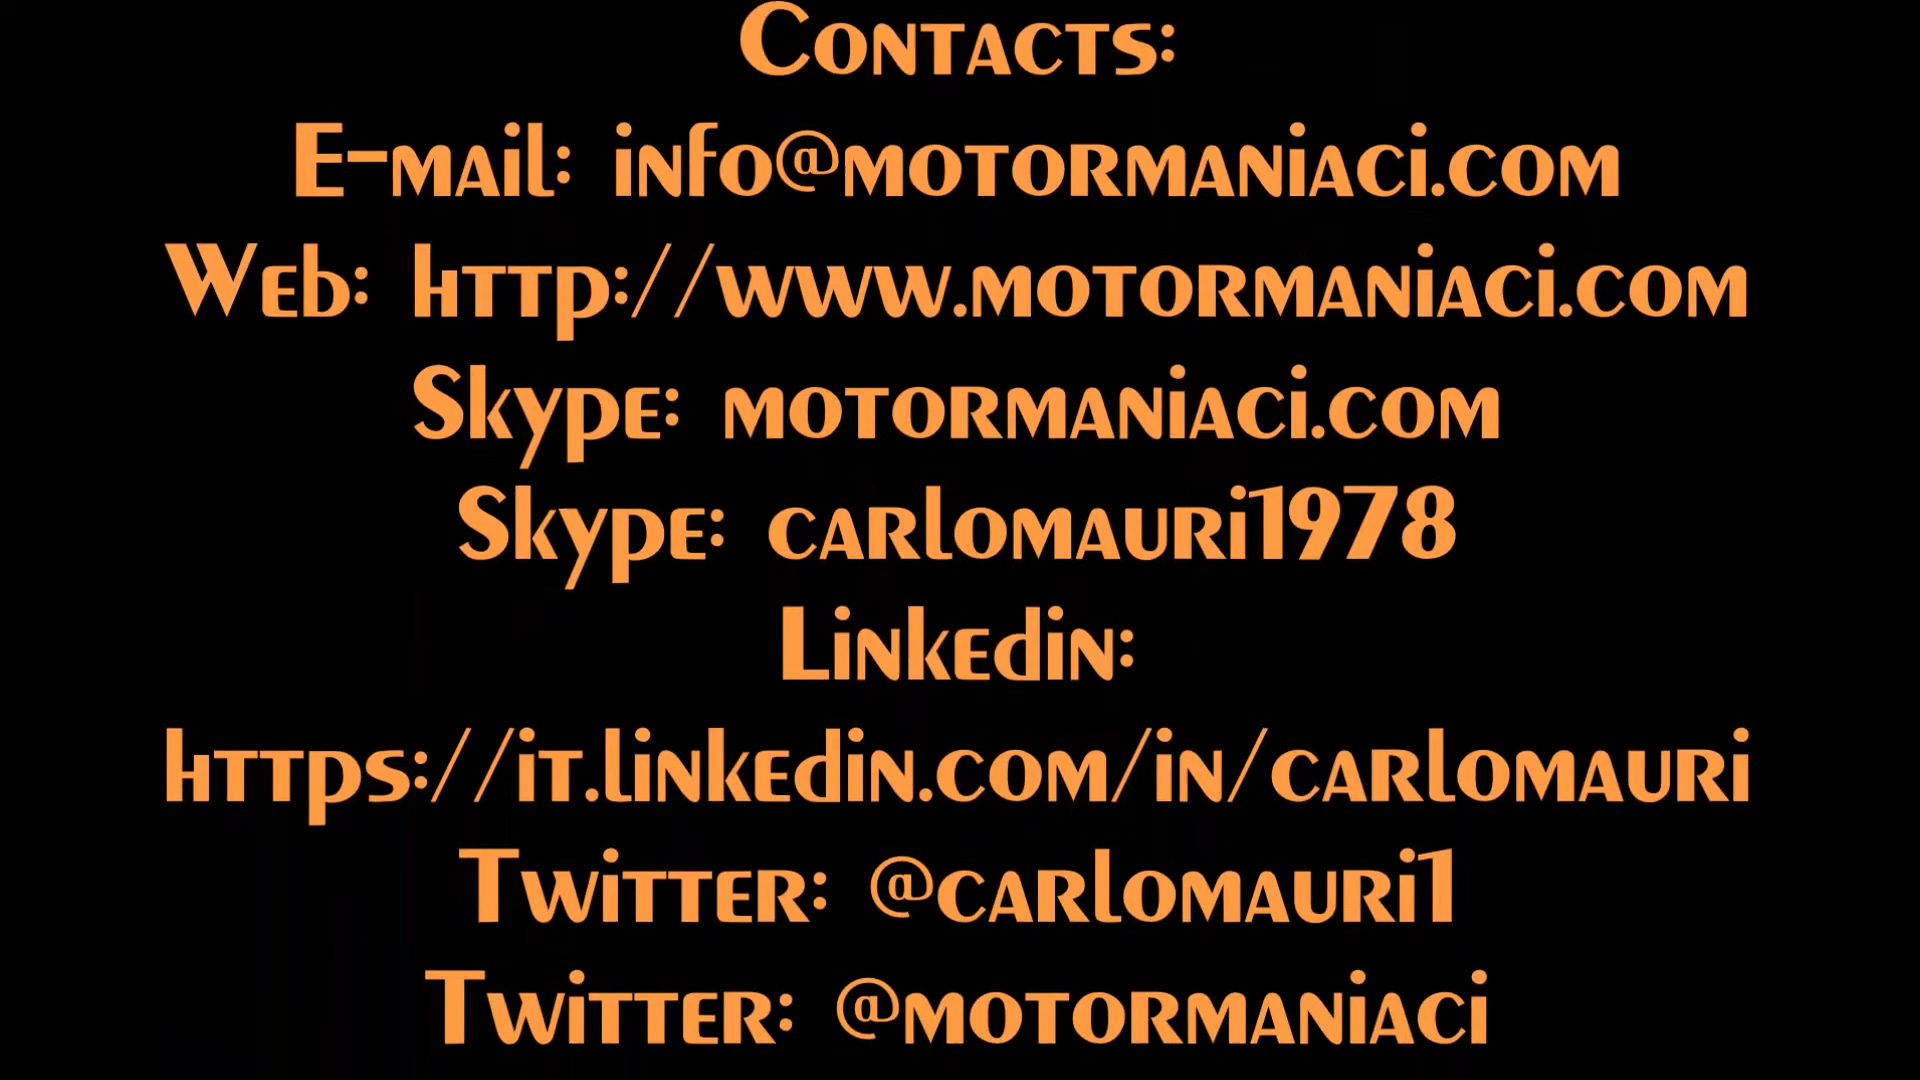 Contacts:
E-mail: info@motormaniaci.com
Web: http://www.motormaniaci.com
Skype: motormaniaci.com
Skype: carlomauri1978
Linkedin:
https://it.linkedin.com/in/carlomauri
Twitter: @carlomauri1
Twitter: @motormaniaci